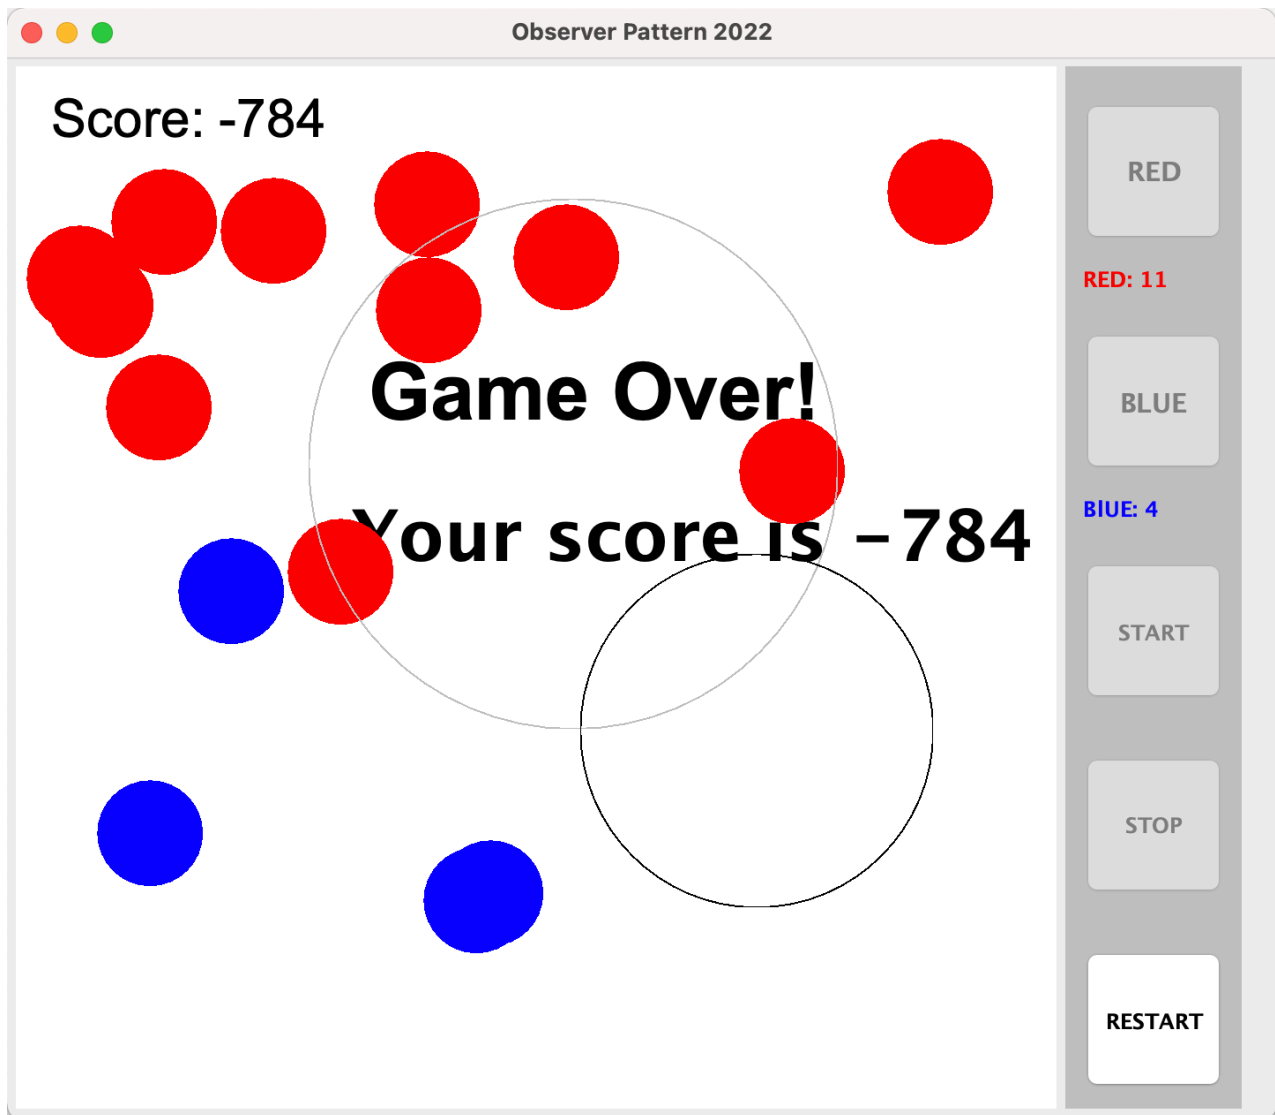 Observer Pattern 2022
Score: -784
Game Over!
Your score is -784
RED
RED: 11
BLUE
BlUE: 4
START
STOP
RESTART